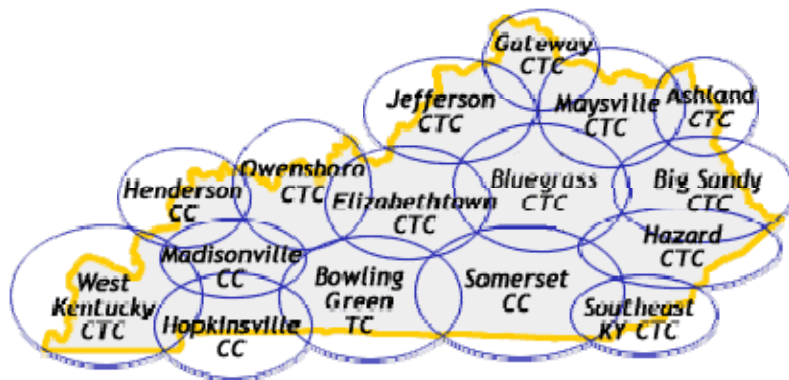 Gateway
CTC
Jefferson
CTC
Maysville
CTC
Ashland
CTC
Owensboro
CTC
Henderson
CC
Elizabethtown
CTC
Bluegrass
CTC
Big Sandy
CTC
Hazard
CTC
Madisonville
CC
West
Kentucky
CTC
Bowling
Green
TC
Somerset
CC
Hopkinsville
CC
Southeast
KY CTC